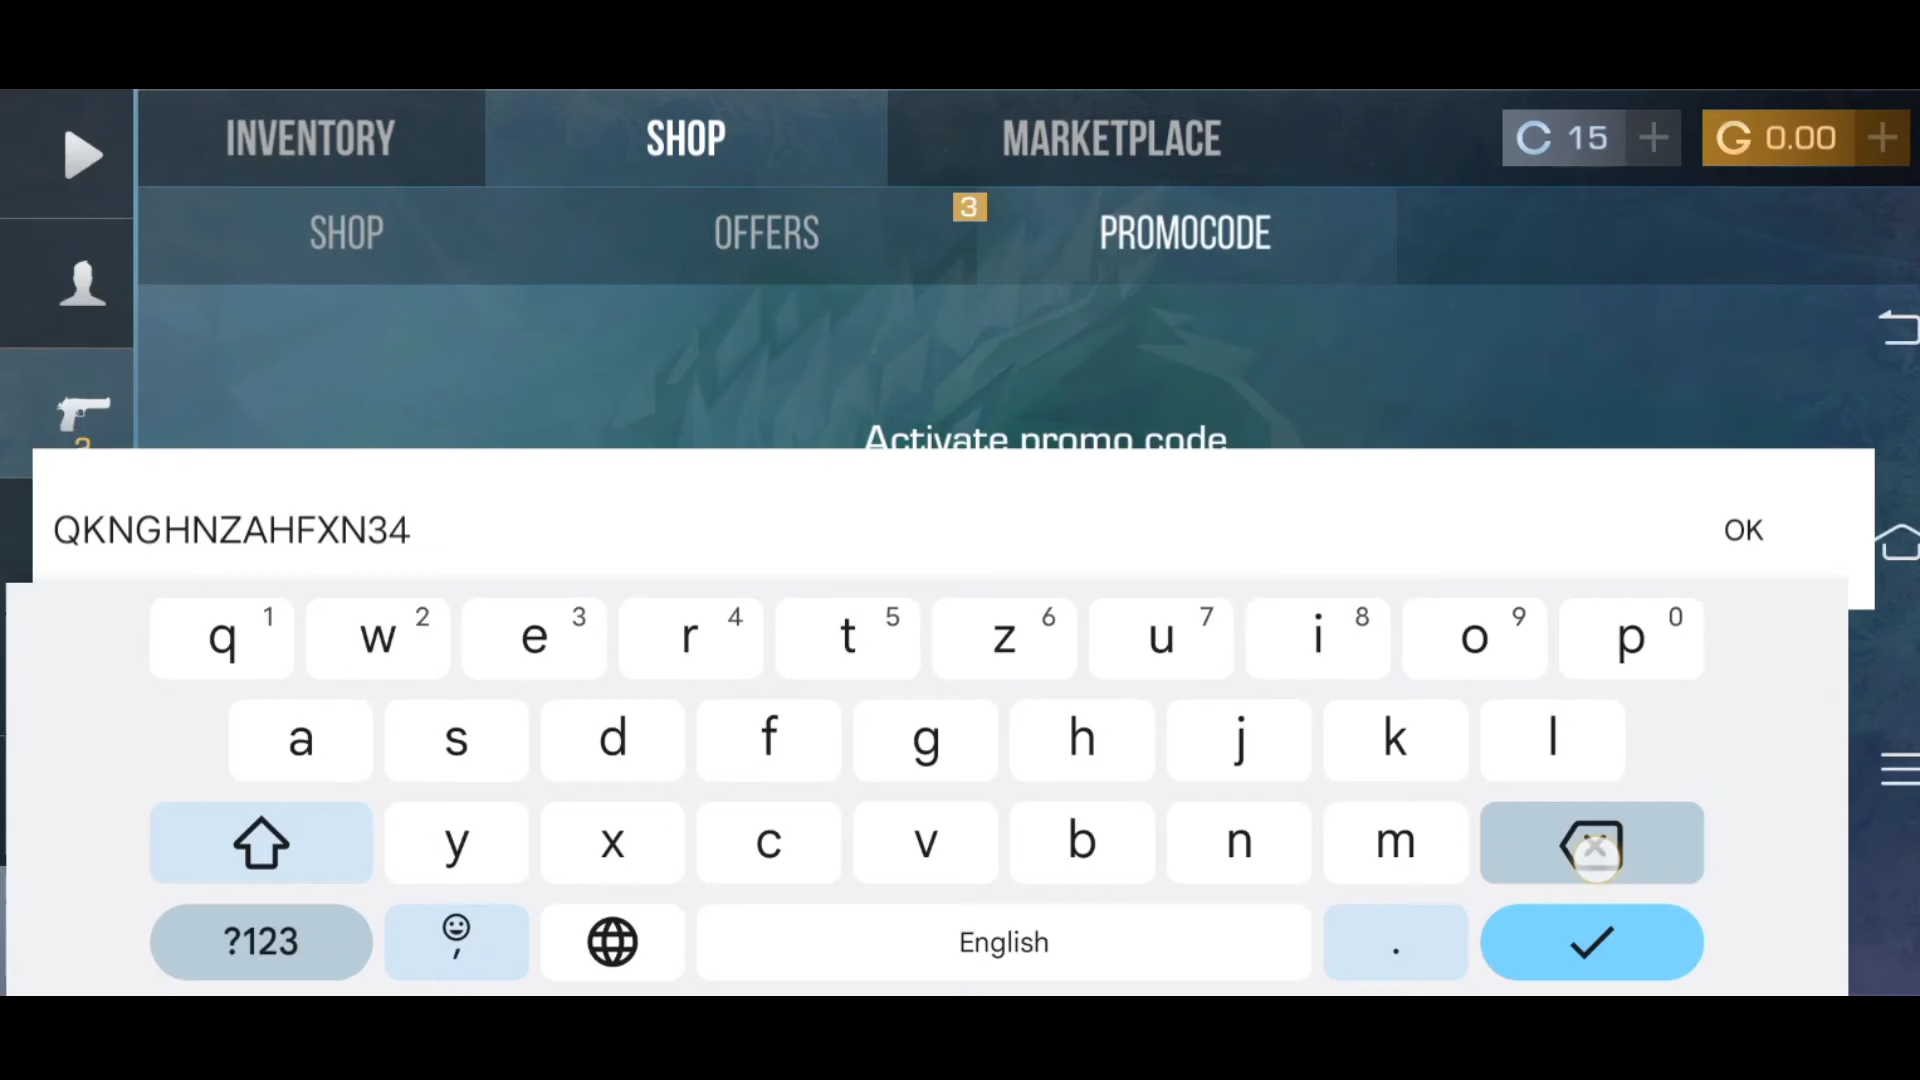 INVENTORY SHOP MARKETPLACE C 15 + G 0.00 +
SHOP OFFERS 3 PROMOCODE
Activate promo code
QKNGHNZAHFXN34 OK
q 1 w 2 e 3 r 4 t 5 z 6 u 7 i 8 o 9 p 0
a s d f g h j k l
y x c v b n m
?123 , English .